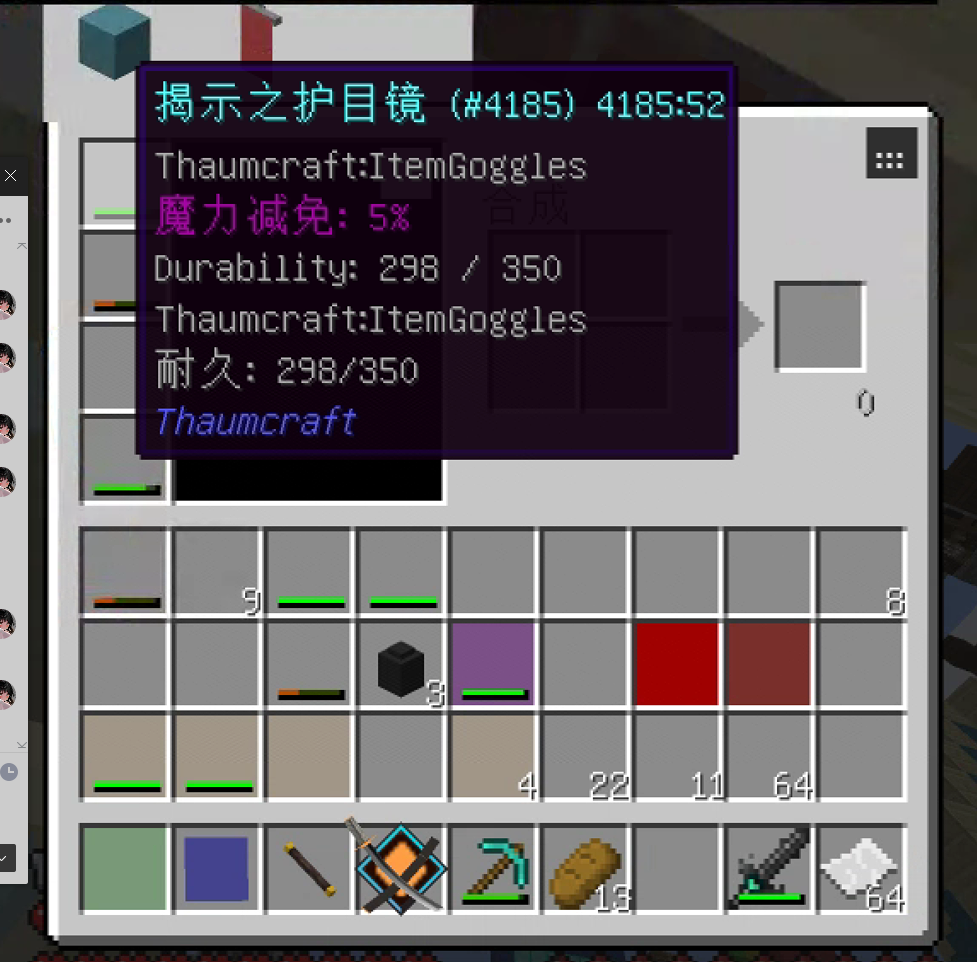 揭示之护目镜 (#4185) 4185:52
Thaumcraft:ItemGoggles
魔力减免: 5%
合成
Durability: 298 / 350
Thaumcraft:ItemGoggles
耐久: 298/350
Thaumcraft
0
9
8
3
4
22
11
64
13
64